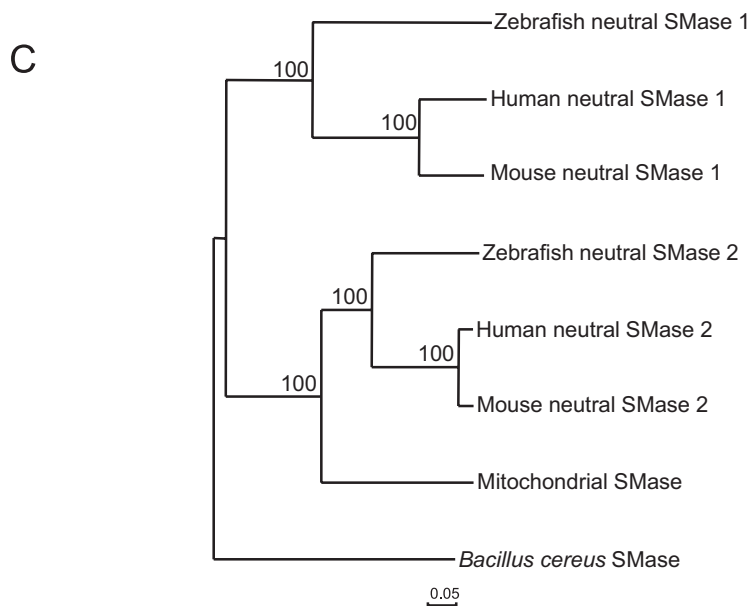 C
Zebrafish neutral SMase 1
100
Human neutral SMase 1
100
Mouse neutral SMase 1
Zebrafish neutral SMase 2
100
Human neutral SMase 2
100
100
Mouse neutral SMase 2
Mitochondrial SMase
Bacillus cereus SMase
0.05